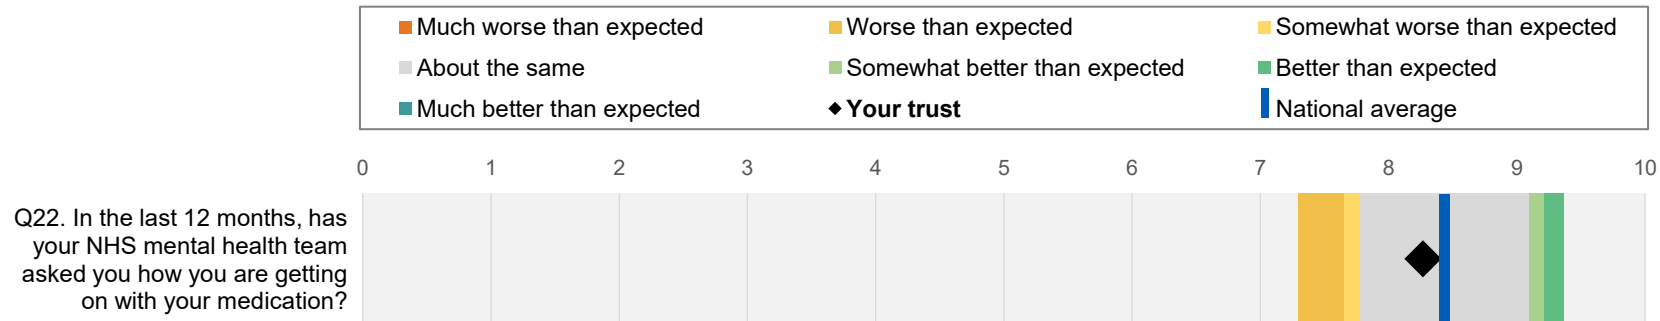 Much worse than expected Worse than expected Somewhat worse than expected
About the same Somewhat better than expected Better than expected
Much better than expected Your trust National average
0 1 2 3 4 5 6 7 8 9 10
Q22. In the last 12 months, has
your NHS mental health team
asked you how you are getting
on with your medication?